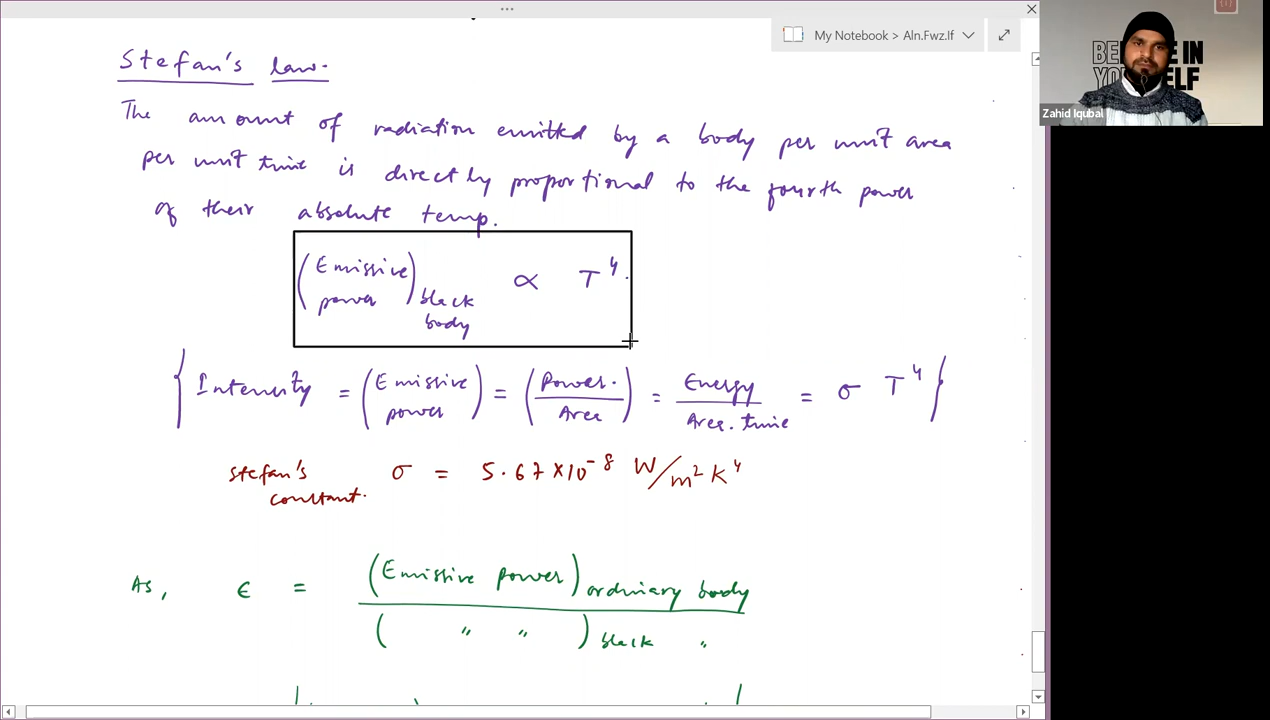 My Notebook > Aln.Fwz.If
Zahid Iqbal
Stefan's law.
The amount of radiation emitted by a body per unit area
per unit time is directly proportional to the fourth power
of their absolute temp.
(Emissive power) black body ∝ T⁴.
{ Intensity = (Emissive power) = (Power. / Area) = Energy / Area. time = σ T⁴ }
Stefan's constant. σ = 5.67×10⁻⁸ W/m²K⁴
As, ϵ = (Emissive power) ordinary body / ( " " ) black "